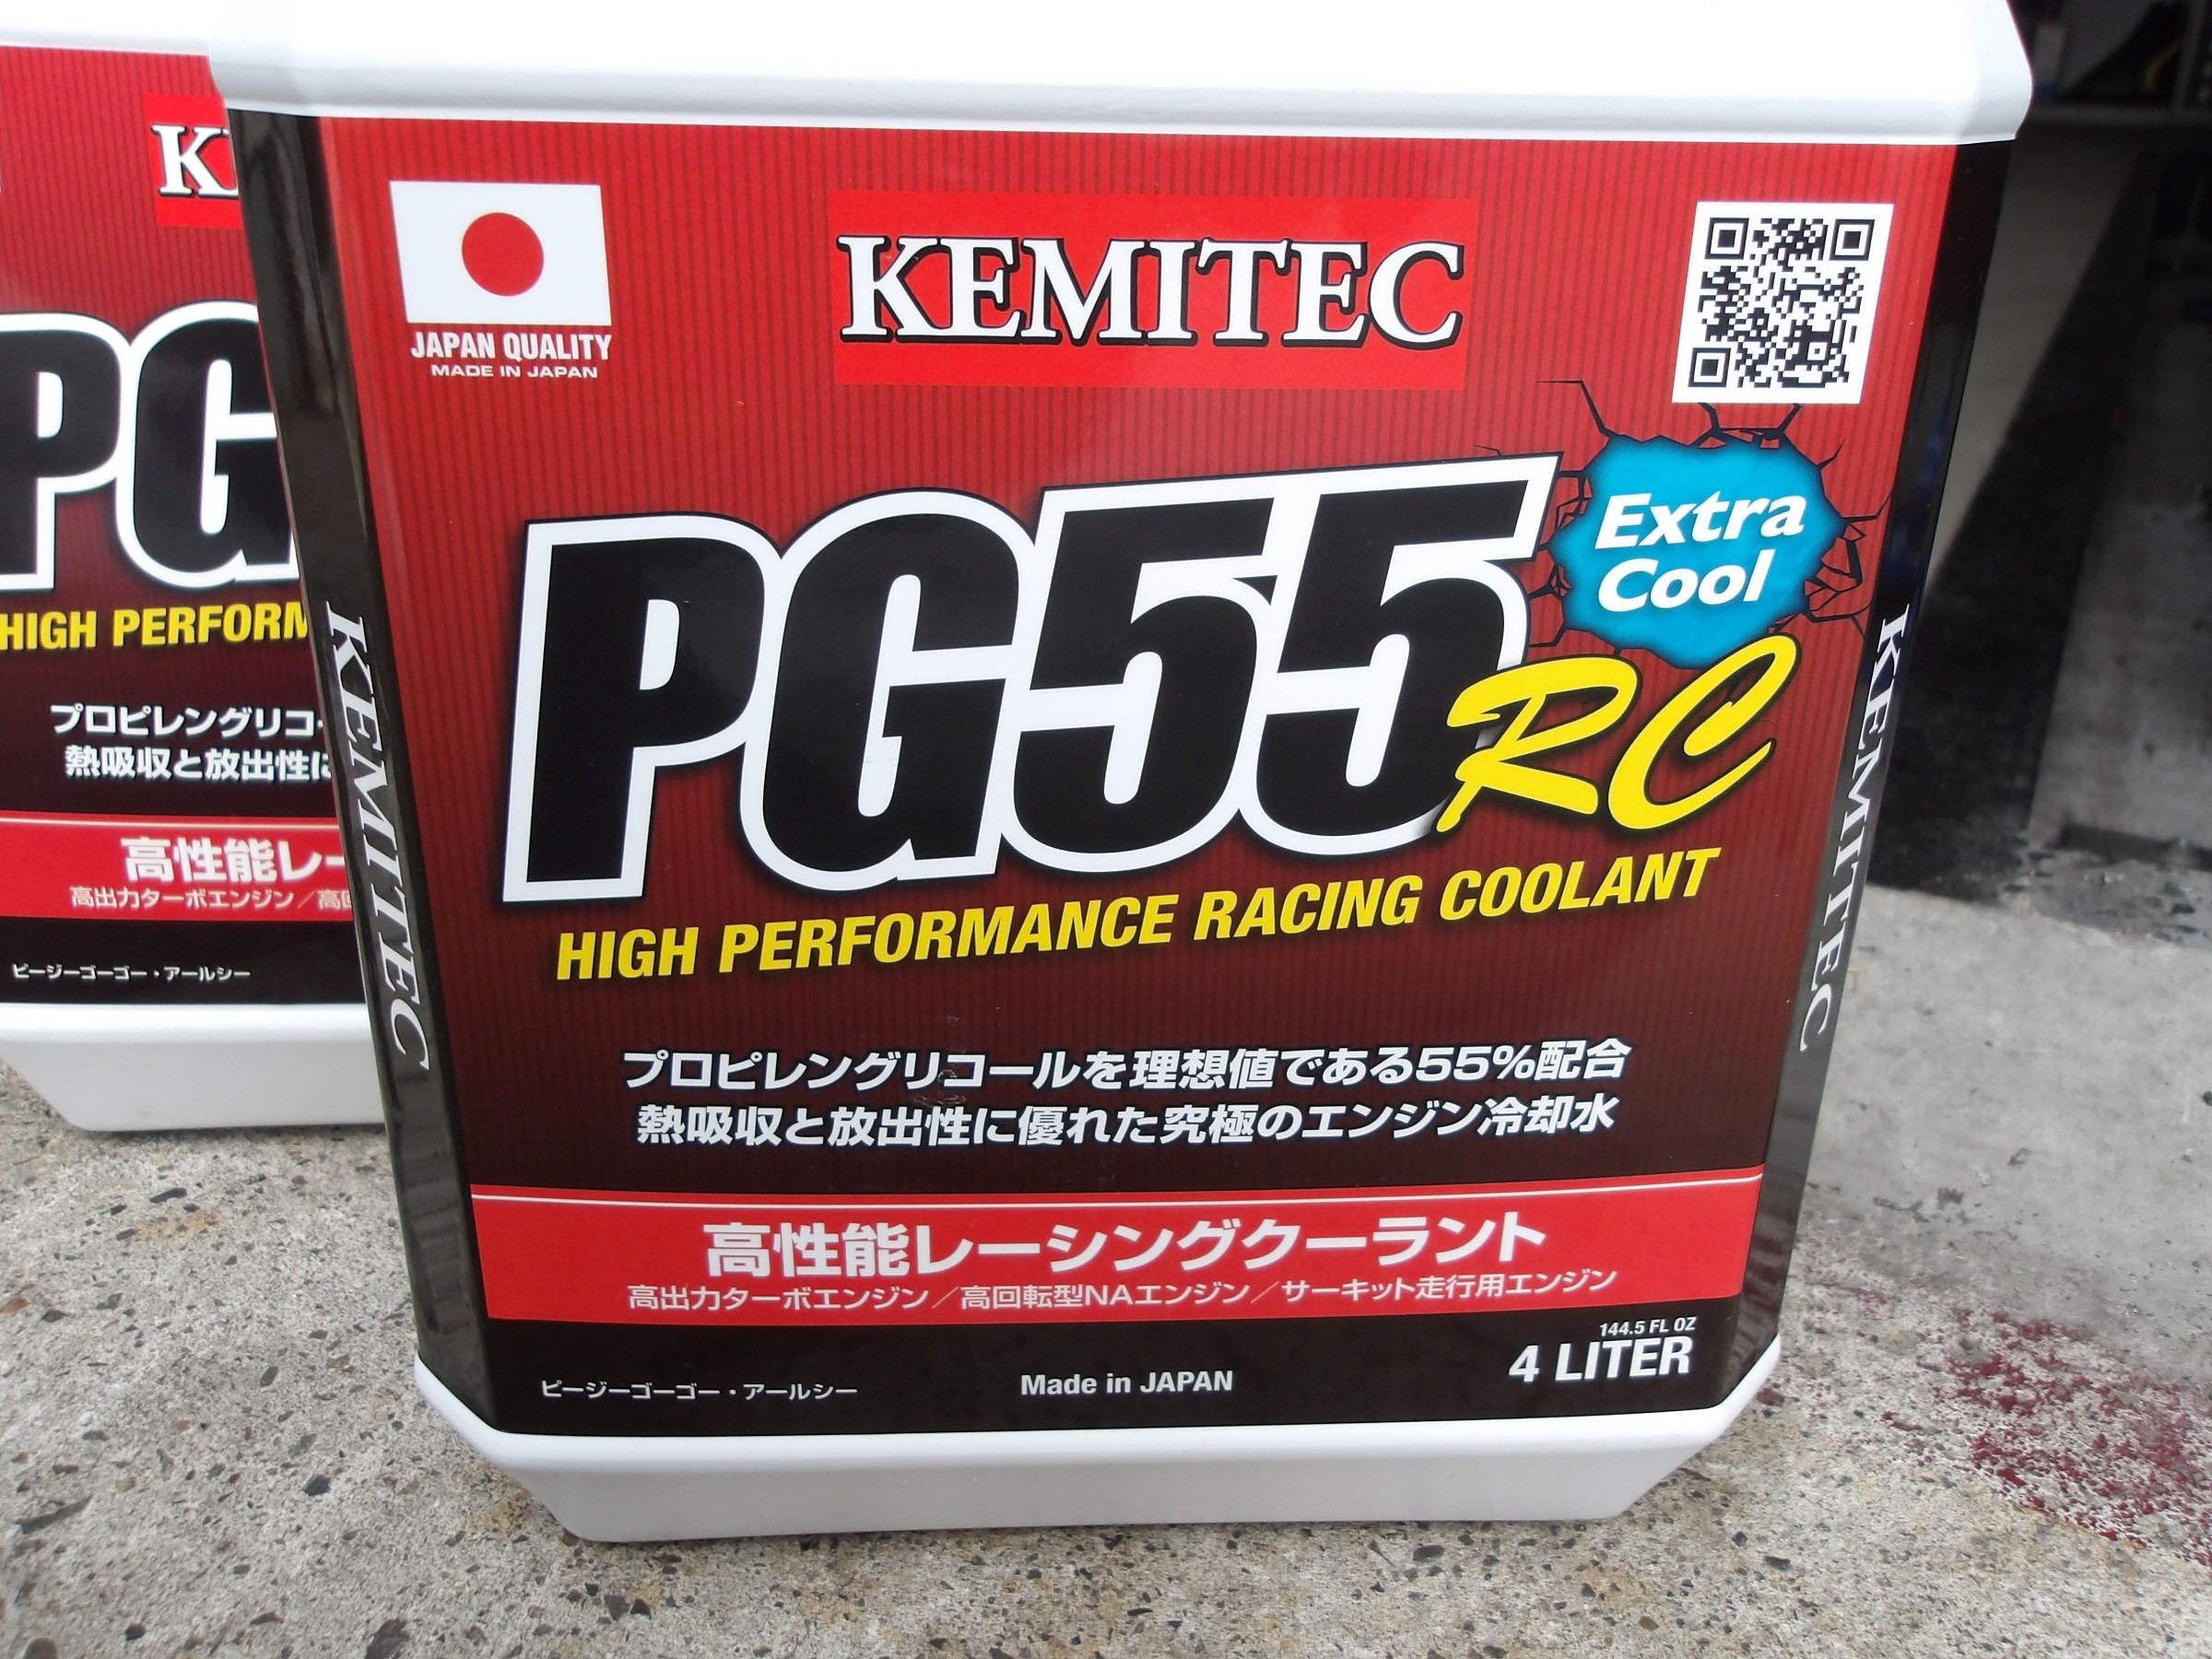 JAPAN QUALITY
MADE IN JAPAN
KEMITEC
Extra
Cool
PG55RC
HIGH PERFORMANCE RACING COOLANT
プロピレングリコールを理想値である55%配合
熱吸収と放出性に優れた究極のエンジン冷却水
高性能レーシングクーラント
高出力ターボエンジン／高回転型NAエンジン／サーキット走行用エンジン
144.5 FL OZ
4 LITER
ピージーゴーゴー・アールシー
Made in JAPAN
KEMITEC
KEMITEC
K
PG
HIGH PERFORM
プロピレングリコ
熱吸収と放出性に
高性能レー
高出力ターボエンジン／高
ピージーゴーゴー・アールシー